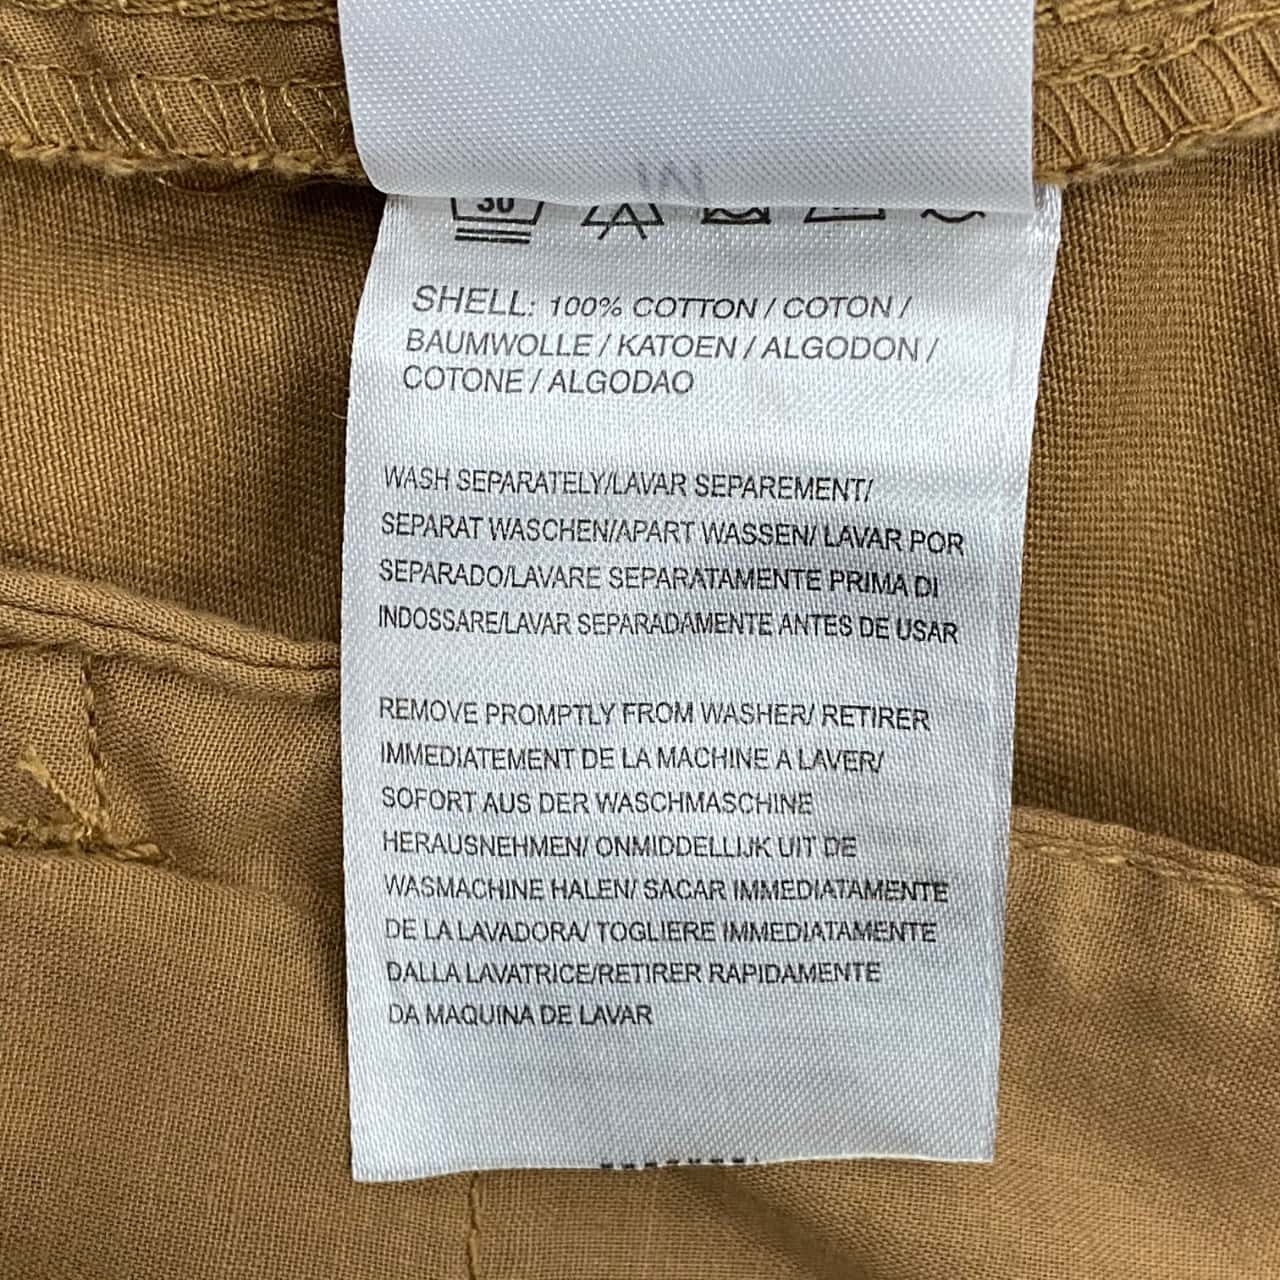 30
SHELL: 100% COTTON / COTON /
BAUMWOLLE / KATOEN / ALGODON /
COTONE / ALGODAO
WASH SEPARATELY/LAVAR SEPAREMENT/
SEPARAT WASCHEN/APART WASSEN/ LAVAR POR
SEPARADO/LAVARE SEPARATAMENTE PRIMA DI
INDOSSARE/LAVAR SEPARADAMENTE ANTES DE USAR
REMOVE PROMPTLY FROM WASHER/ RETIRER
IMMEDIATEMENT DE LA MACHINE A LAVER/
SOFORT AUS DER WASCHMASCHINE
HERAUSNEHMEN/ ONMIDDELLIJK UIT DE
WASMACHINE HALEN/ SACAR IMMEDIATAMENTE
DE LA LAVADORA/ TOGLIERE IMMEDIATAMENTE
DALLA LAVATRICE/RETIRER RAPIDAMENTE
DA MAQUINA DE LAVAR